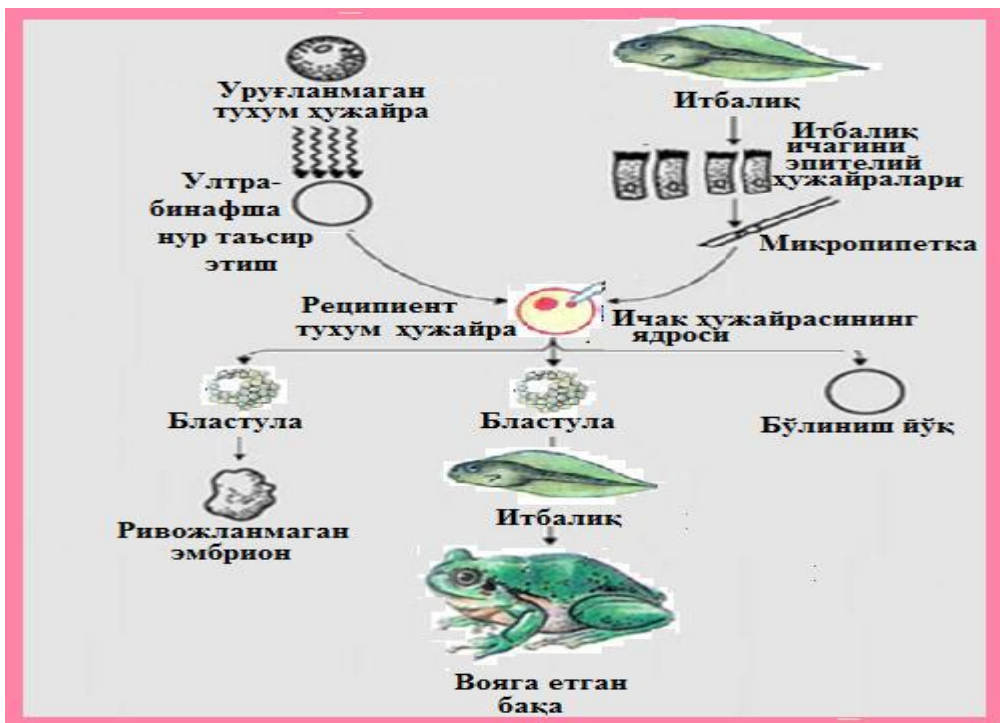 Уруғланмаган
тухум ҳужайра
Итбалиқ
Итбалиқ
ичагини
эпителий
ҳужайралари
Ултра-
бинафша
нур таъсир
этиш
Микропипетка
Реципиент
тухум ҳужайра
Ичак ҳужайрасининг
ядроси
Бластула
Бластула
Бўлиниш йўқ
Ривожланмаган
эмбрион
Итбалиқ
Вояга етган
бақа